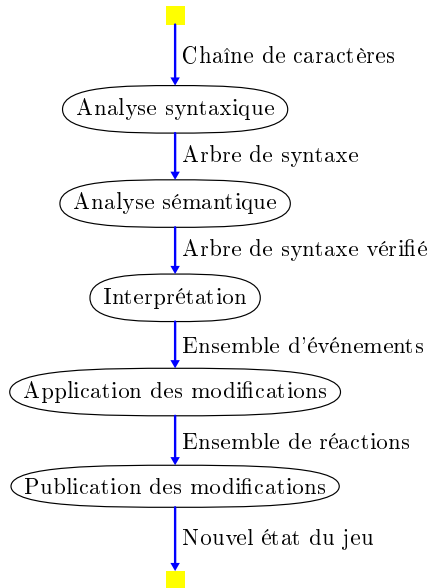 Chaîne de caractères
Analyse syntaxique
Arbre de syntaxe
Analyse sémantique
Arbre de syntaxe vérifié
Interprétation
Ensemble d'événements
Application des modifications
Ensemble de réactions
Publication des modifications
Nouvel état du jeu